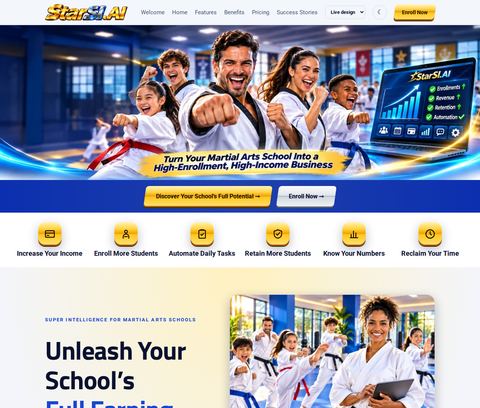 StarSI.AI
Welcome Home Features Benefits Pricing Success Stories Live design Enroll Now
StarSI.AI
Enrollments
Revenue
Retention
Automation
Turn Your Martial Arts School Into a
High-Enrollment, High-Income Business
Discover Your School's Full Potential → Enroll Now →
Increase Your Income Enroll More Students Automate Daily Tasks Retain More Students Know Your Numbers Reclaim Your Time
SUPER INTELLIGENCE FOR MARTIAL ARTS SCHOOLS
Unleash Your
School's
Full Earning